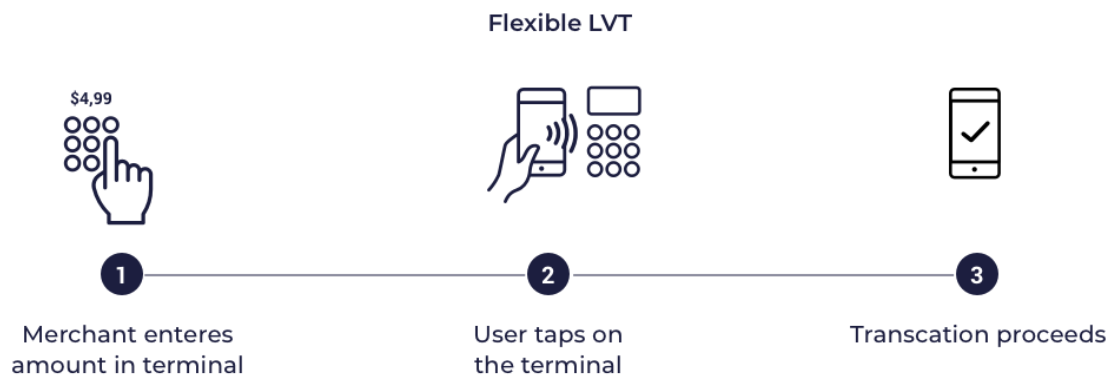 Flexible LVT
$4,99
1
2
3
Merchant enteres
amount in terminal
User taps on
the terminal
Transcation proceeds